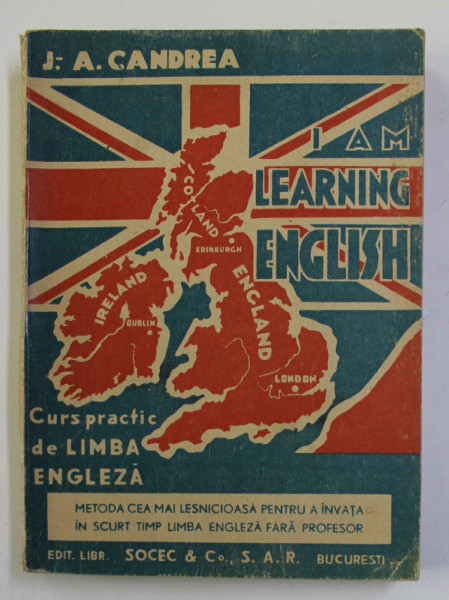 J.- A. CANDREA
I AM
LEARNING
ENGLISH
SCOTLAND
EDINBURGH
ENGLAND
IRELAND
DUBLIN
LONDON
Curs practic
de LIMBA
ENGLEZĂ
METODA CEA MAI LESNICIOASĂ PENTRU A ÎNVĂȚA
ÎN SCURT TIMP LIMBA ENGLEZĂ FĂRĂ PROFESOR
EDIT. LIBR. SOCEC & Co., S. A. R. BUCUREȘTI